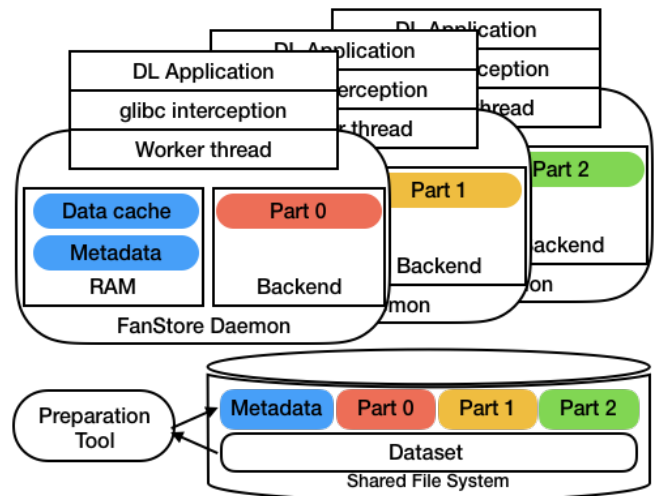 DL Application
DL Application
DL Application
glibc interception
erception
ception
Worker thread
r thread
hread
Data cache
Metadata
RAM
Part 0
Backend
FanStore Daemon
Part 1
Backend
mon
Part 2
Backend
on
Preparation
Tool
Metadata
Part 0
Part 1
Part 2
Dataset
Shared File System